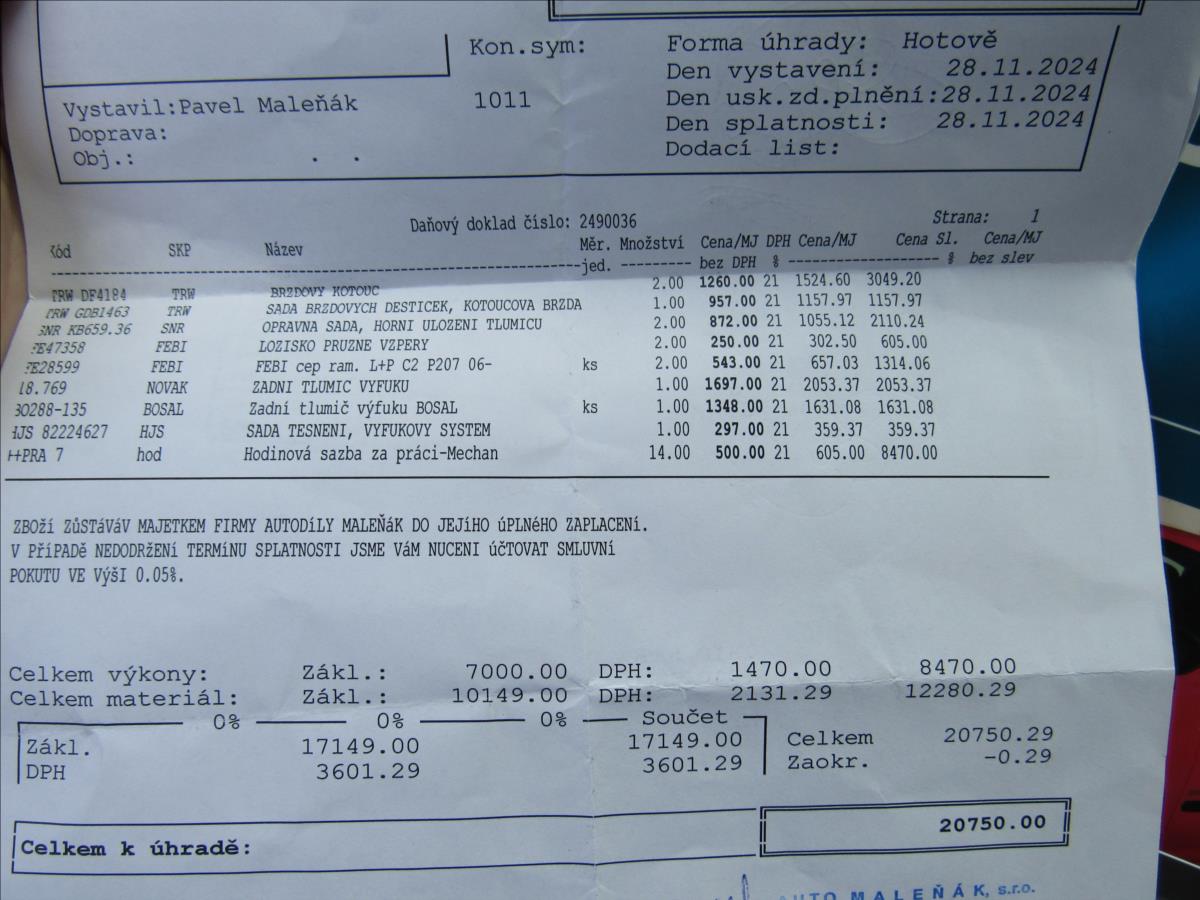 Kon.sym: Forma úhrady: Hotově
Den vystavení: 28.11.2024
Vystavil:Pavel Maleňák 1011 Den usk.zd.plnění:28.11.2024
Doprava: Den splatnosti: 28.11.2024
Obj.: . . Dodací list:
Daňový doklad číslo: 2490036 Strana: 1
Kód SKP Název Měr. Množství Cena/MJ DPH Cena/MJ Cena Sl. Cena/MJ
jed. bez DPH % % bez slev
TRW DF4184 TRW BRZDOVY KOTOUC 2.00 1260.00 21 1524.60 3049.20
TRW GDB1463 TRW SADA BRZDOVYCH DESTICEK, KOTOUCOVA BRZDA 1.00 957.00 21 1157.97 1157.97
SNR KB659.36 SNR OPRAVNA SADA, HORNI ULOZENI TLUMICU 2.00 872.00 21 1055.12 2110.24
FE47358 FEBI LOZISKO PRUZNE VZPERY 2.00 250.00 21 302.50 605.00
FE28599 FEBI FEBI cep ram. L+P C2 P207 06- ks 2.00 543.00 21 657.03 1314.06
18.769 NOVAK ZADNI TLUMIC VYFUKU 1.00 1697.00 21 2053.37 2053.37
BO288-135 BOSAL Zadní tlumič výfuku BOSAL ks 1.00 1348.00 21 1631.08 1631.08
HJS 82224627 HJS SADA TESNENI, VYFUKOVY SYSTEM 1.00 297.00 21 359.37 359.37
PRA 7 hod Hodinová sazba za práci-Mechan 14.00 500.00 21 605.00 8470.00
ZBOŽí ZůSTáVáV MAJETKEM FIRMY AUTODíLY MALEŇáK DO JEJíHO úPLNÉHO ZAPLACENí.
V PŘíPADě NEDODRŽENí TERMíNU SPLATNOSTI JSME VáM NUCENI úČTOVAT SMLUVNí
POKUTU VE VýšI 0.05%.
Celkem výkony: Zákl.: 7000.00 DPH: 1470.00 8470.00
Celkem materiál: Zákl.: 10149.00 DPH: 2131.29 12280.29
0% 0% 0% Součet
Zákl. 17149.00 17149.00 Celkem 20750.29
DPH 3601.29 3601.29 Zaokr. -0.29
Celkem k úhradě: 20750.00
AUTO MALEŇÁK, s.r.o.